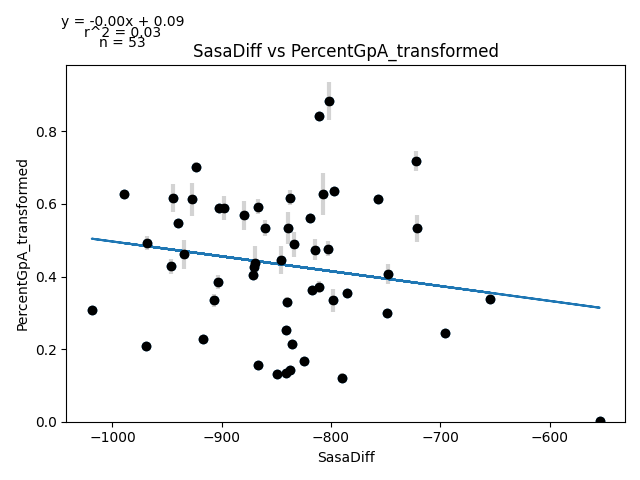 y = -0.00x + 0.09
r^2 = 0.03
n = 53
SasaDiff vs PercentGpA_transformed
PercentGpA_transformed
0.8
0.6
0.4
0.2
0.0
−1000
−900
−800
−700
−600
SasaDiff